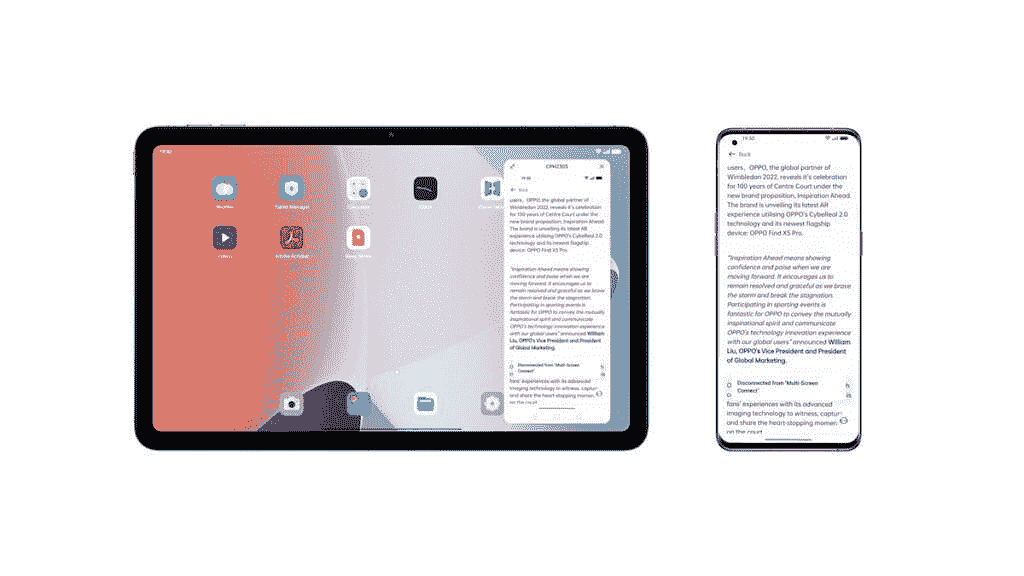 19:30
CPH2305
×
19:30
Back
users, OPPO, the global partner of
Wimbledon 2022, reveals it's celebration
for 100 years of Centre Court under the
new brand proposition, Inspiration Ahead.
The brand is unveiling its latest AR
experience utilising OPPO's CybeReal 2.0
technology and its newest flagship
device: OPPO Find X5 Pro.
"Inspiration Ahead means showing
confidence and poise when we are
moving forward. It encourages us to
remain resolved and graceful as we brave
the storm and break the stagnation.
Participating in sporting events is
fantastic for OPPO to convey the mutually
inspirational spirit and communicate
OPPO's technology innovation experience
with our global users" announced William
Liu, OPPO's Vice President and President
of Global Marketing.
Disconnected from "Multi-Screen
Connect"
fans' experiences with its advanced
imaging technology to witness, capture
and share the heart-stopping momen
on the court
Tablet Manager
Calculator
Videos
Adobe Acrobat
19:30
Back
users, OPPO, the global partner of
Wimbledon 2022, reveals it's celebration
for 100 years of Centre Court under the
new brand proposition, Inspiration Ahead.
The brand is unveiling its latest AR
experience utilising OPPO's CybeReal 2.0
technology and its newest flagship
device: OPPO Find X5 Pro.
"Inspiration Ahead means showing
confidence and poise when we are
moving forward. It encourages us to
remain resolved and graceful as we brave
the storm and break the stagnation.
Participating in sporting events is
fantastic for OPPO to convey the mutually
inspirational spirit and communicate
OPPO's technology innovation experience
with our global users" announced William
Liu, OPPO's Vice President and President
of Global Marketing.
Disconnected from "Multi-Screen
Connect"
fans' experiences with its advanced
imaging technology to witness, captur
and share the heart-stopping momen
on the court